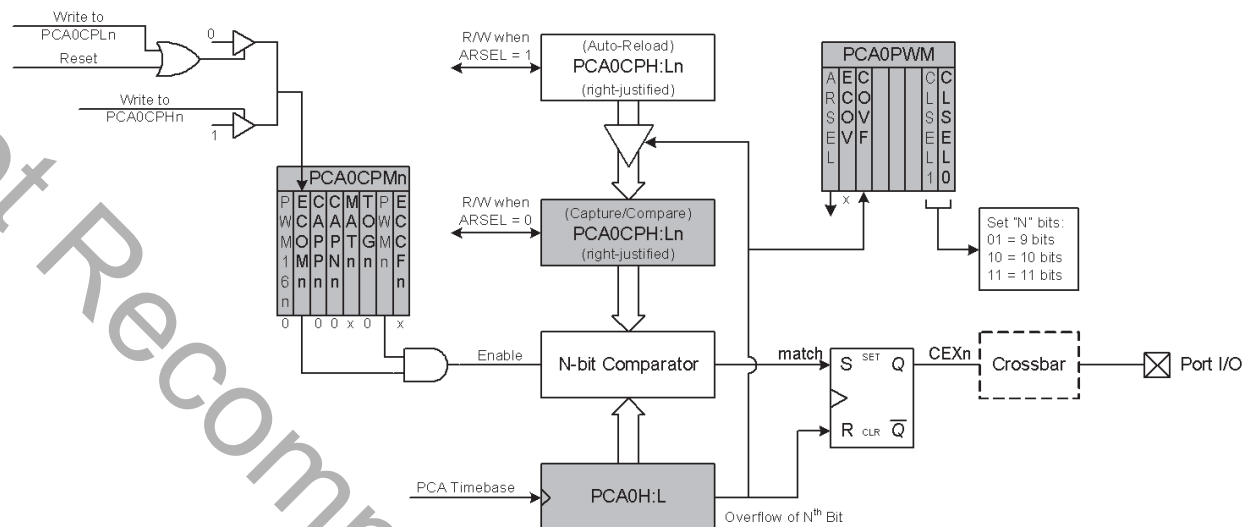 Write to
PCA0CPLn
Reset
0
Write to
PCA0CPHn
1
R/W when
ARSEL = 1
(Auto-Reload)
PCA0CPH:Ln
(right-justified)
PCA0PWM
ARSEL
ECOV
COVF
CLSEL1
CLSEL0
x
Set "N" bits:
01 = 9 bits
10 = 10 bits
11 = 11 bits
PCA0CPMn
PWM16n
ECOMn
CAPPn
CAPNn
MATn
TOGn
PWMn
ECCFn
0 0 0 x 0 x
R/W when
ARSEL = 0
(Capture/Compare)
PCA0CPH:Ln
(right-justified)
Enable
N-bit Comparator
match
S SET Q
R CLR Q
CEXn
Crossbar
Port I/O
PCA Timebase
PCA0H:L
Overflow of Nth Bit
ot Recomm